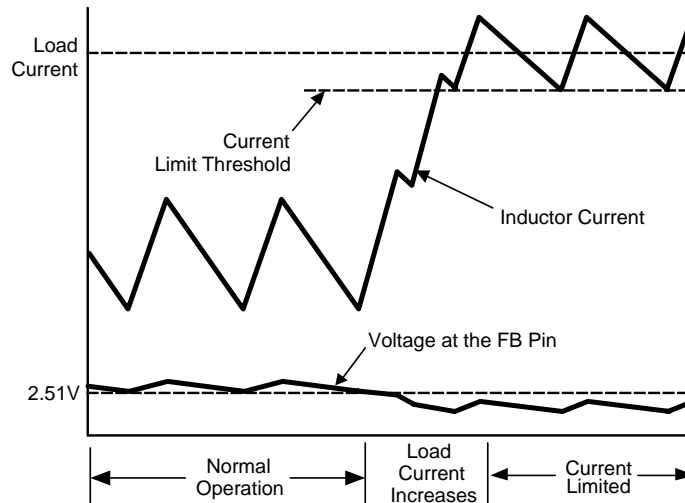 Load
Current
Current
Limit Threshold
Inductor Current
Voltage at the FB Pin
2.51V
Normal
Operation
Load
Current
Increases
Current
Limited